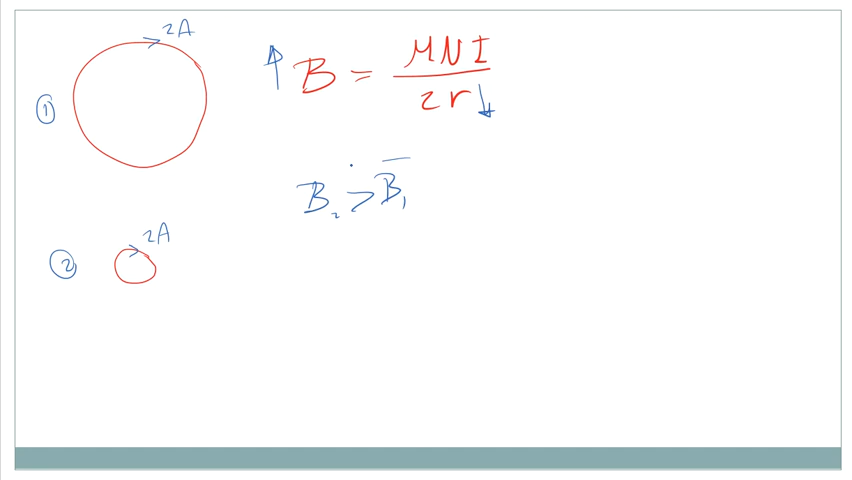 2A
①
↑B = μNI / 2r↓
B₂ > B₁
2A
②